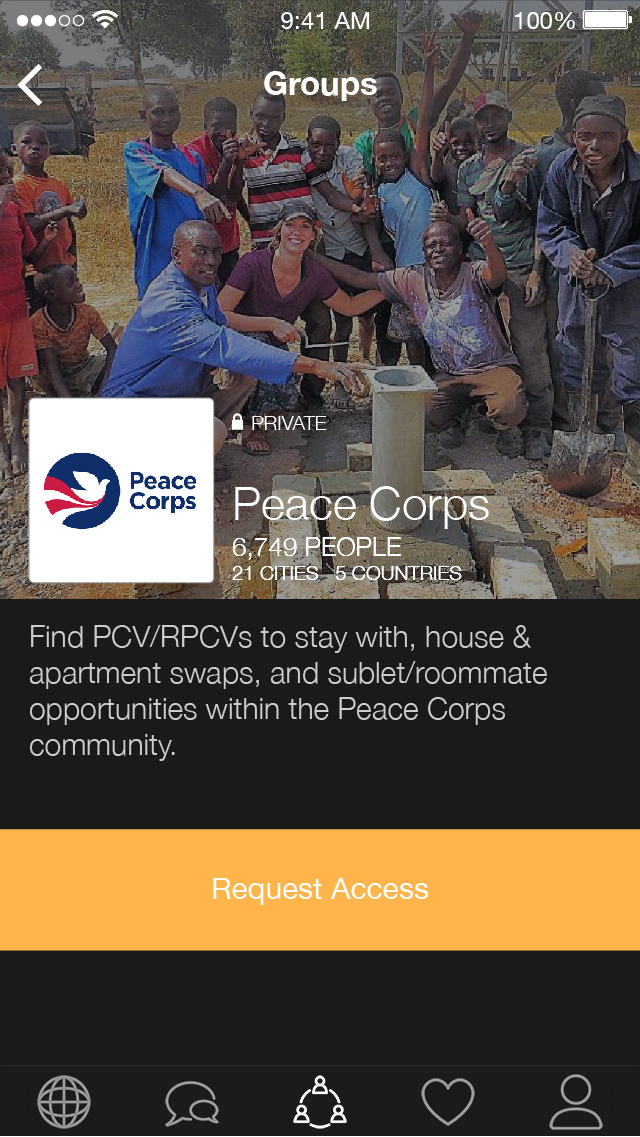 9:41 AM
100%
Groups
PRIVATE
Peace
Corps
Peace Corps
6,749 PEOPLE
21 CITIES 5 COUNTRIES
Find PCV/RPCVs to stay with, house &
apartment swaps, and sublet/roommate
opportunities within the Peace Corps
community.
Request Access